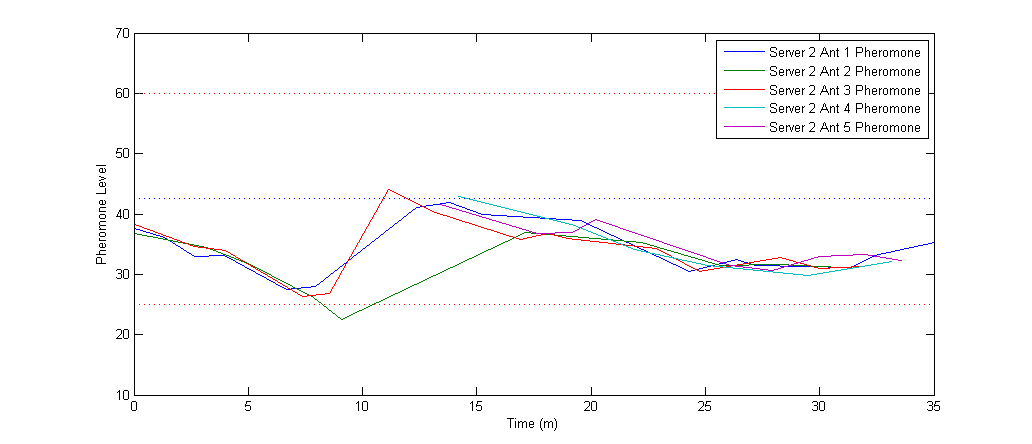 70
60
50
40
30
20
10
0 5 10 15 20 25 30 35
Pheromone Level
Time (m)
Server 2 Ant 1 Pheromone
Server 2 Ant 2 Pheromone
Server 2 Ant 3 Pheromone
Server 2 Ant 4 Pheromone
Server 2 Ant 5 Pheromone